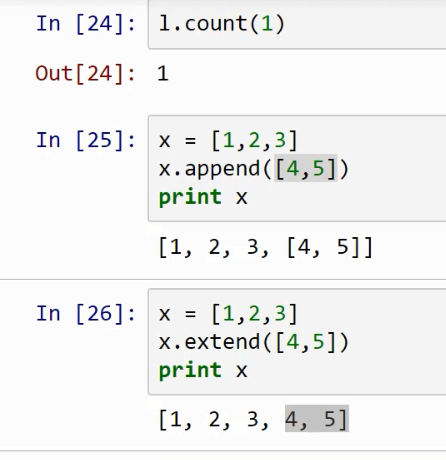 In [24]: l.count(1)
Out[24]: 1
In [25]: x = [1,2,3]
x.append([4,5])
print x
[1, 2, 3, [4, 5]]
In [26]: x = [1,2,3]
x.extend([4,5])
print x
[1, 2, 3, 4, 5]